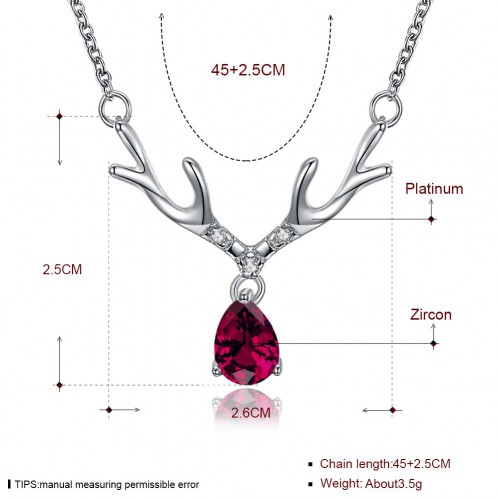 45+2.5CM
Platinum
2.5CM
Zircon
2.6CM
Chain length:45+2.5CM
Weight: About3.5g
TIPS:manual measuring permissible error